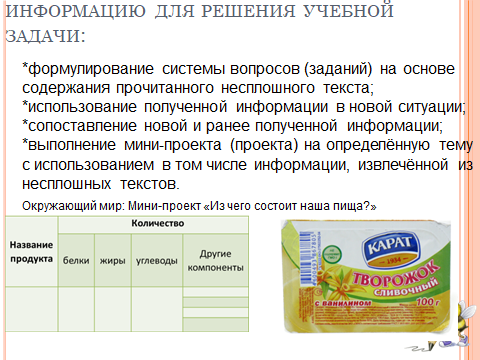 ИНФОРМАЦИЮ ДЛЯ РЕШЕНИЯ УЧЕБНОЙ
ЗАДАЧИ:
*формулирование системы вопросов (заданий) на основе
содержания прочитанного несплошного текста;
*использование полученной информации в новой ситуации;
*сопоставление новой и ранее полученной информации;
*выполнение мини-проекта (проекта) на определённую тему
с использованием в том числе информации, извлечённой из
несплошных текстов.
Окружающий мир: Мини-проект «Из чего состоит наша пища?»
Название
продукта
Количество
белки
жиры
углеводы
Другие
компоненты
КАРАТ
1934
ТВОРОЖОК
СЛИВОЧНЫЙ
с ванилином
100 г